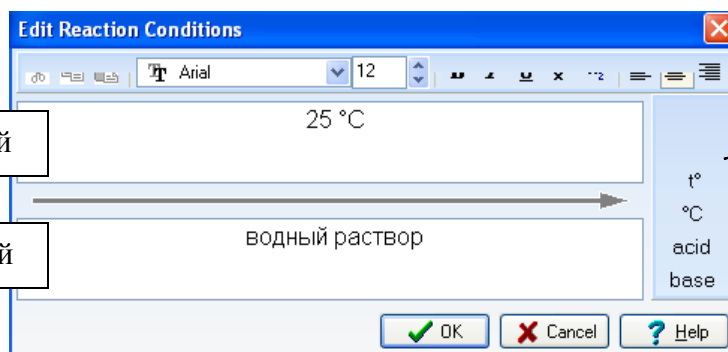 Edit Reaction Conditions
Arial 12
25 °C
й
водный раствор
й
t°
°C
acid
base
OK Cancel Help